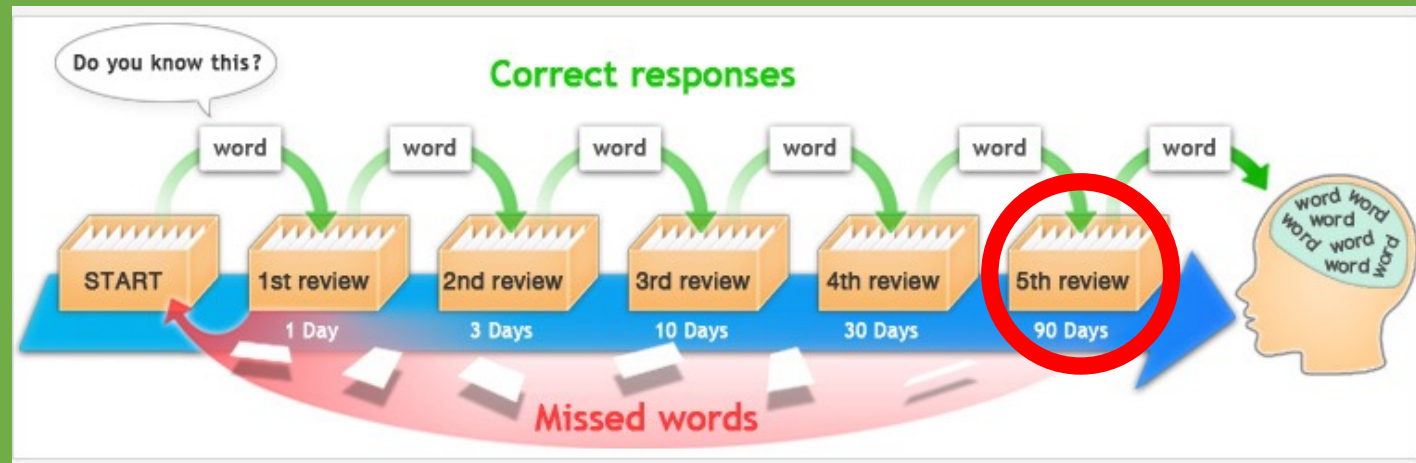 Do you know this?
Correct responses
word word word word word word
START 1st review 2nd review 3rd review 4th review 5th review
1 Day 3 Days 10 Days 30 Days 90 Days
Missed words
word word
word
word word
word word